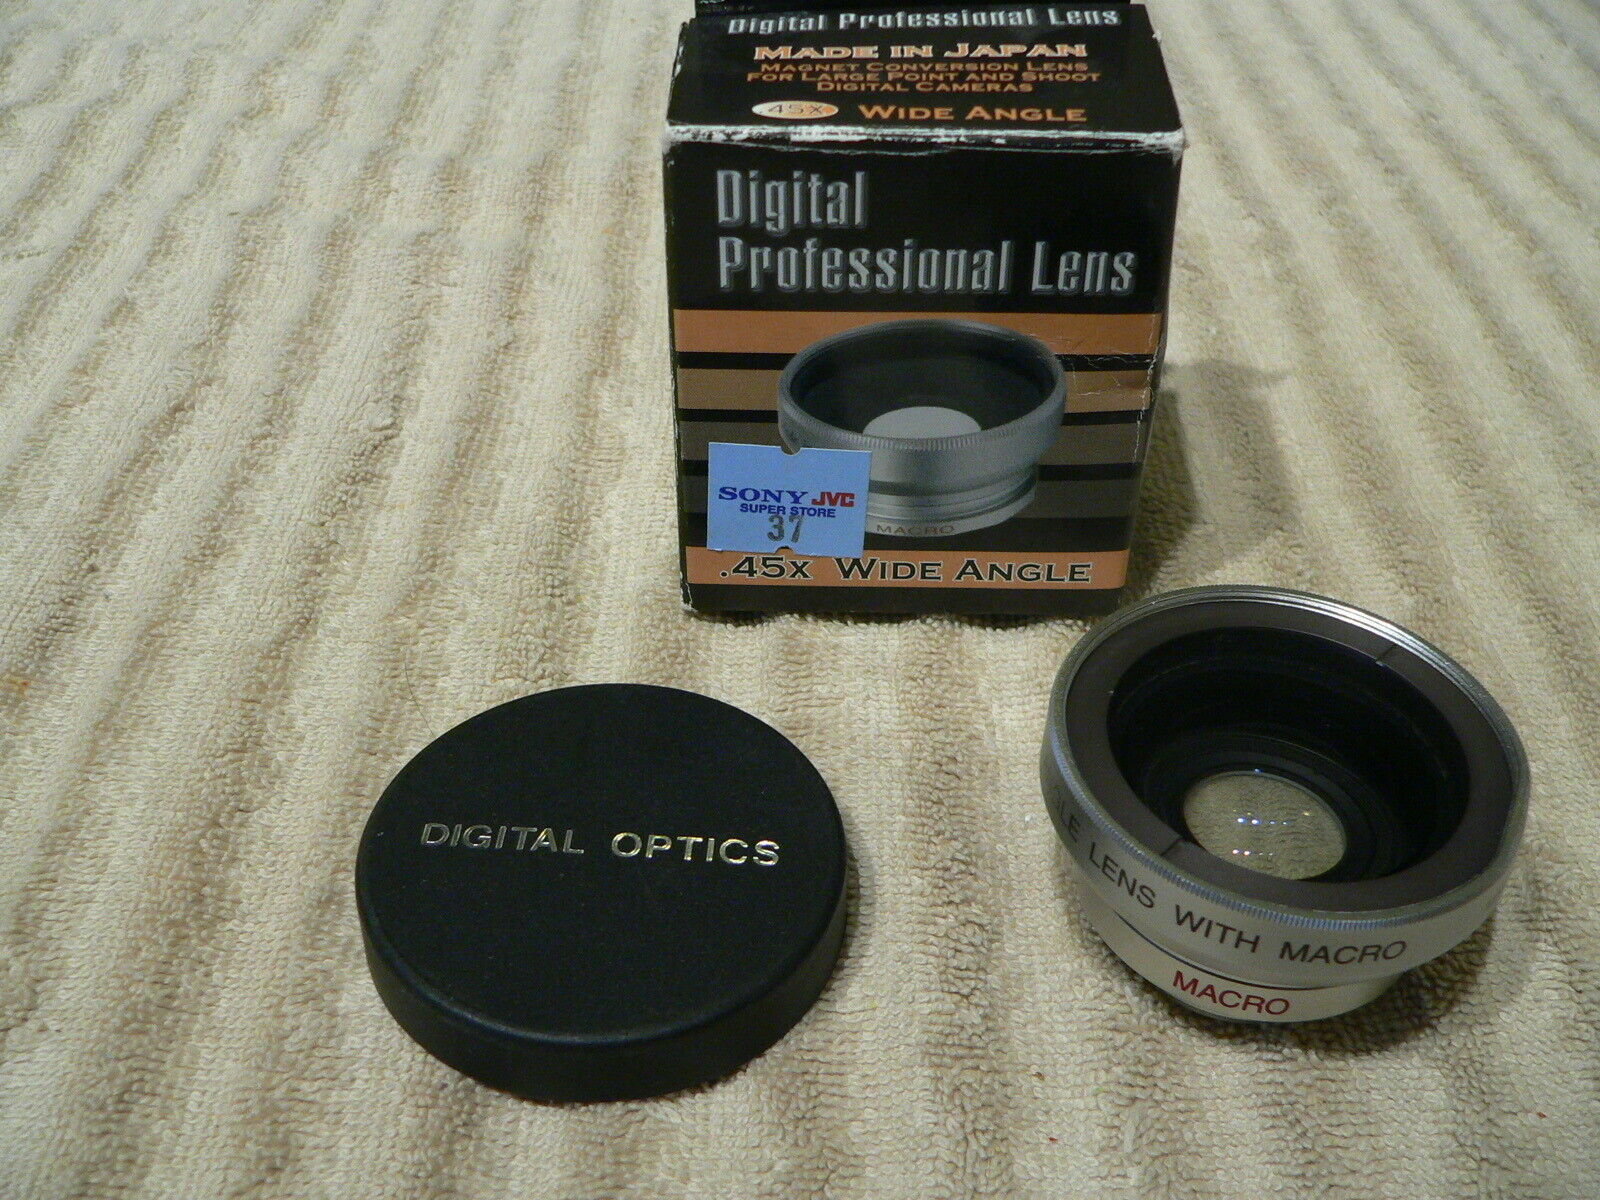 Digital Professional Lens
MADE IN JAPAN
MAGNET CONVERSION LENS
FOR LARGE POINT AND SHOOT
DIGITAL CAMERAS
.45X WIDE ANGLE
Digital
Professional Lens
MACRO
SONY JVC
SUPER STORE
37
.45X WIDE ANGLE
DIGITAL OPTICS
LENS WITH MACRO
MACRO